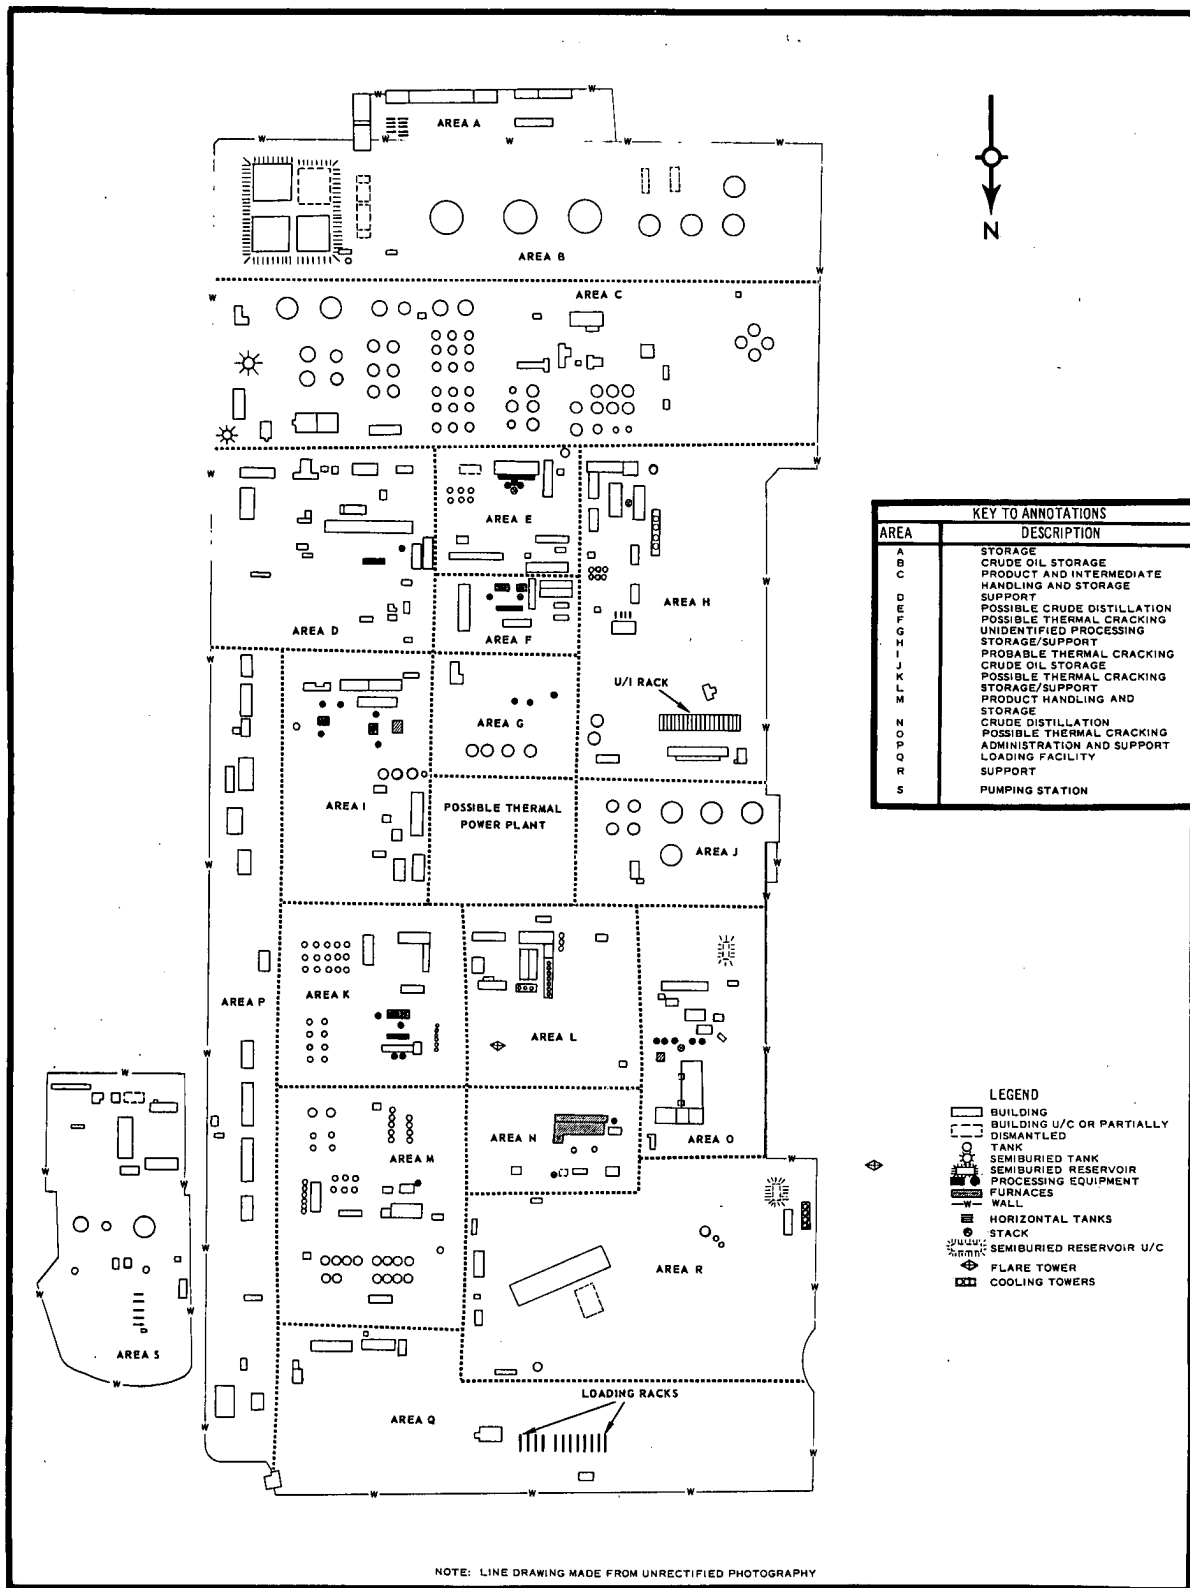 AREA A
N
AREA B
AREA C
AREA E
AREA D
AREA F
AREA H
U/I RACK
AREA G
AREA I
POSSIBLE THERMAL
POWER PLANT
AREA J
AREA P
AREA K
AREA L
AREA N
AREA O
AREA M
AREA R
AREA S
LOADING RACKS
AREA Q
KEY TO ANNOTATIONS
AREA DESCRIPTION
A STORAGE
B CRUDE OIL STORAGE
C PRODUCT AND INTERMEDIATE
HANDLING AND STORAGE
D SUPPORT
E POSSIBLE CRUDE DISTILLATION
F POSSIBLE THERMAL CRACKING
G UNIDENTIFIED PROCESSING
H STORAGE/SUPPORT
I PROBABLE THERMAL CRACKING
J CRUDE OIL STORAGE
K POSSIBLE THERMAL CRACKING
L STORAGE/SUPPORT
M PRODUCT HANDLING AND
STORAGE
N CRUDE DISTILLATION
O POSSIBLE THERMAL CRACKING
P ADMINISTRATION AND SUPPORT
Q LOADING FACILITY
R SUPPORT
S PUMPING STATION
LEGEND
BUILDING
BUILDING U/C OR PARTIALLY
DISMANTLED
TANK
SEMIBURIED TANK
SEMIBURIED RESERVOIR
PROCESSING EQUIPMENT
FURNACES
W WALL
HORIZONTAL TANKS
STACK
SEMIBURIED RESERVOIR U/C
FLARE TOWER
COOLING TOWERS
NOTE: LINE DRAWING MADE FROM UNRECTIFIED PHOTOGRAPHY